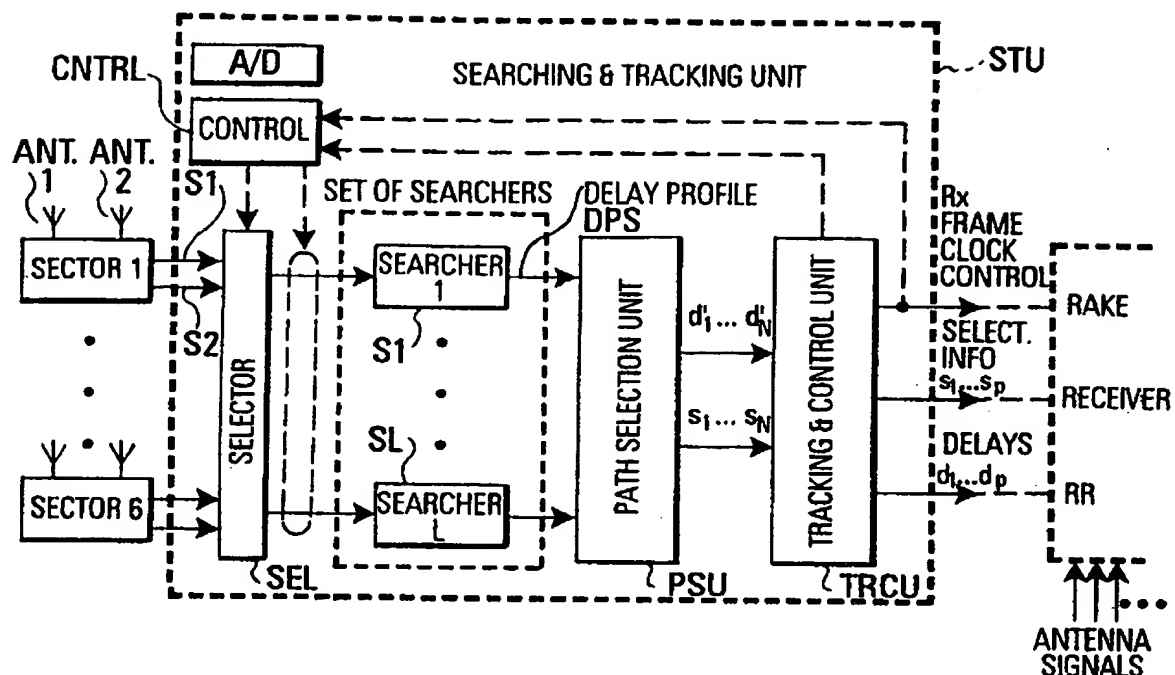 A/D
SEARCHING & TRACKING UNIT
STU
CNTRL
CONTROL
ANT. 1
ANT. 2
S1
SET OF SEARCHERS
DELAY PROFILE
DPS
Rx
FRAME
CLOCK
CONTROL
SECTOR 1
S2
SELECTOR
SEARCHER
1
S1
PATH SELECTION UNIT
d'1 ... d'N
s1 ... sN
TRACKING & CONTROL UNIT
RAKE
SELECT.
INFO
s1...sp
RECEIVER
DELAYS
d1...dp
RR
SECTOR 6
SL
SEARCHER
L
SEL
PSU
TRCU
ANTENNA
SIGNALS